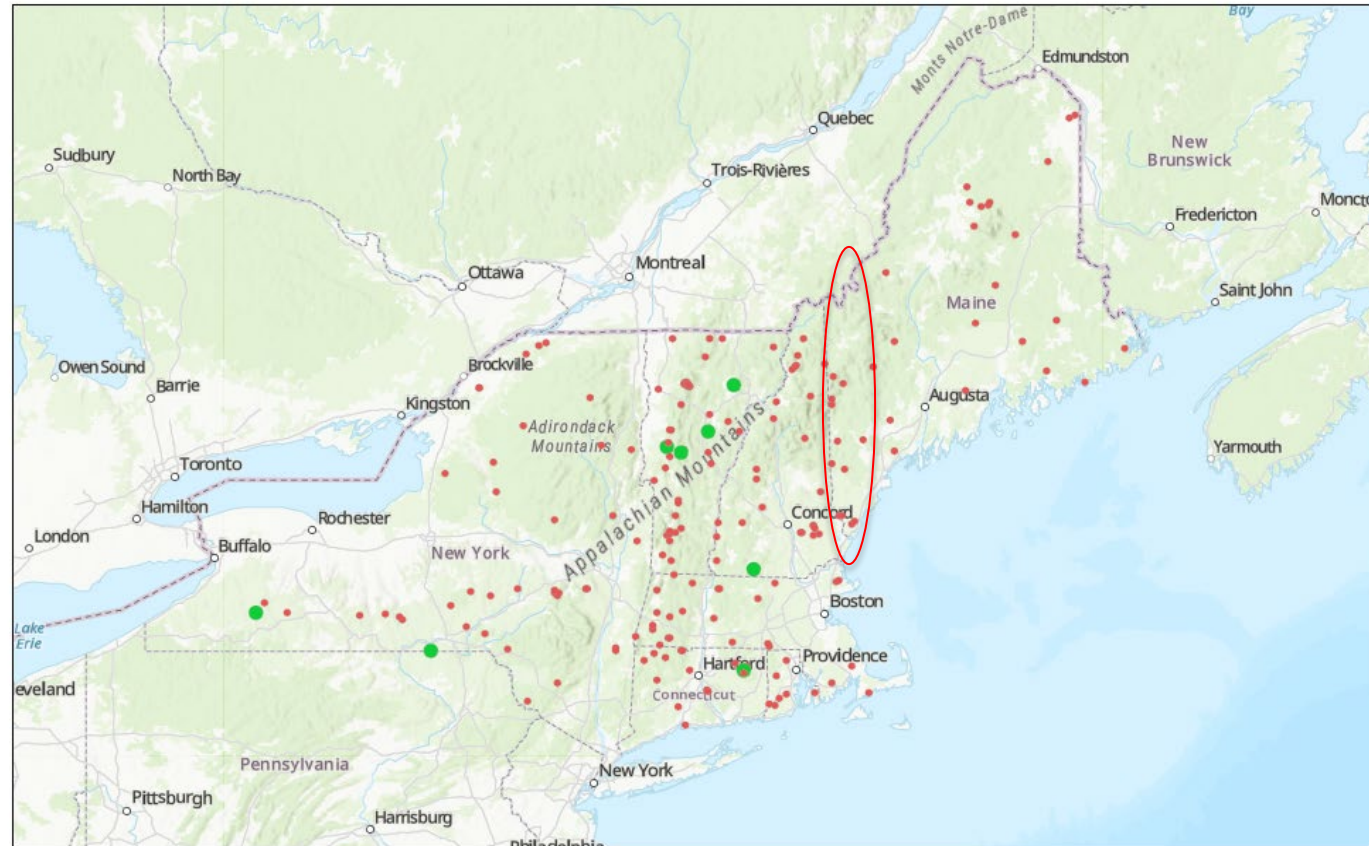 Bay
Monts Notre-Dame
Edmundston
Quebec
New
Brunswick
Sudbury
North Bay
Trois-Rivières
Fredericton
Moncto
Ottawa
Montreal
Maine
Saint John
Owen Sound
Barrie
Brockville
Kingston
Augusta
Adirondack
Mountains
Yarmouth
Toronto
Hamilton
Rochester
London
Buffalo
New York
Appalachian Mountains
Concord
Boston
Lake
Erie
Hartford
Providence
Connecticut
eveland
Pennsylvania
New York
Pittsburgh
Harrisburg
Philadelphia